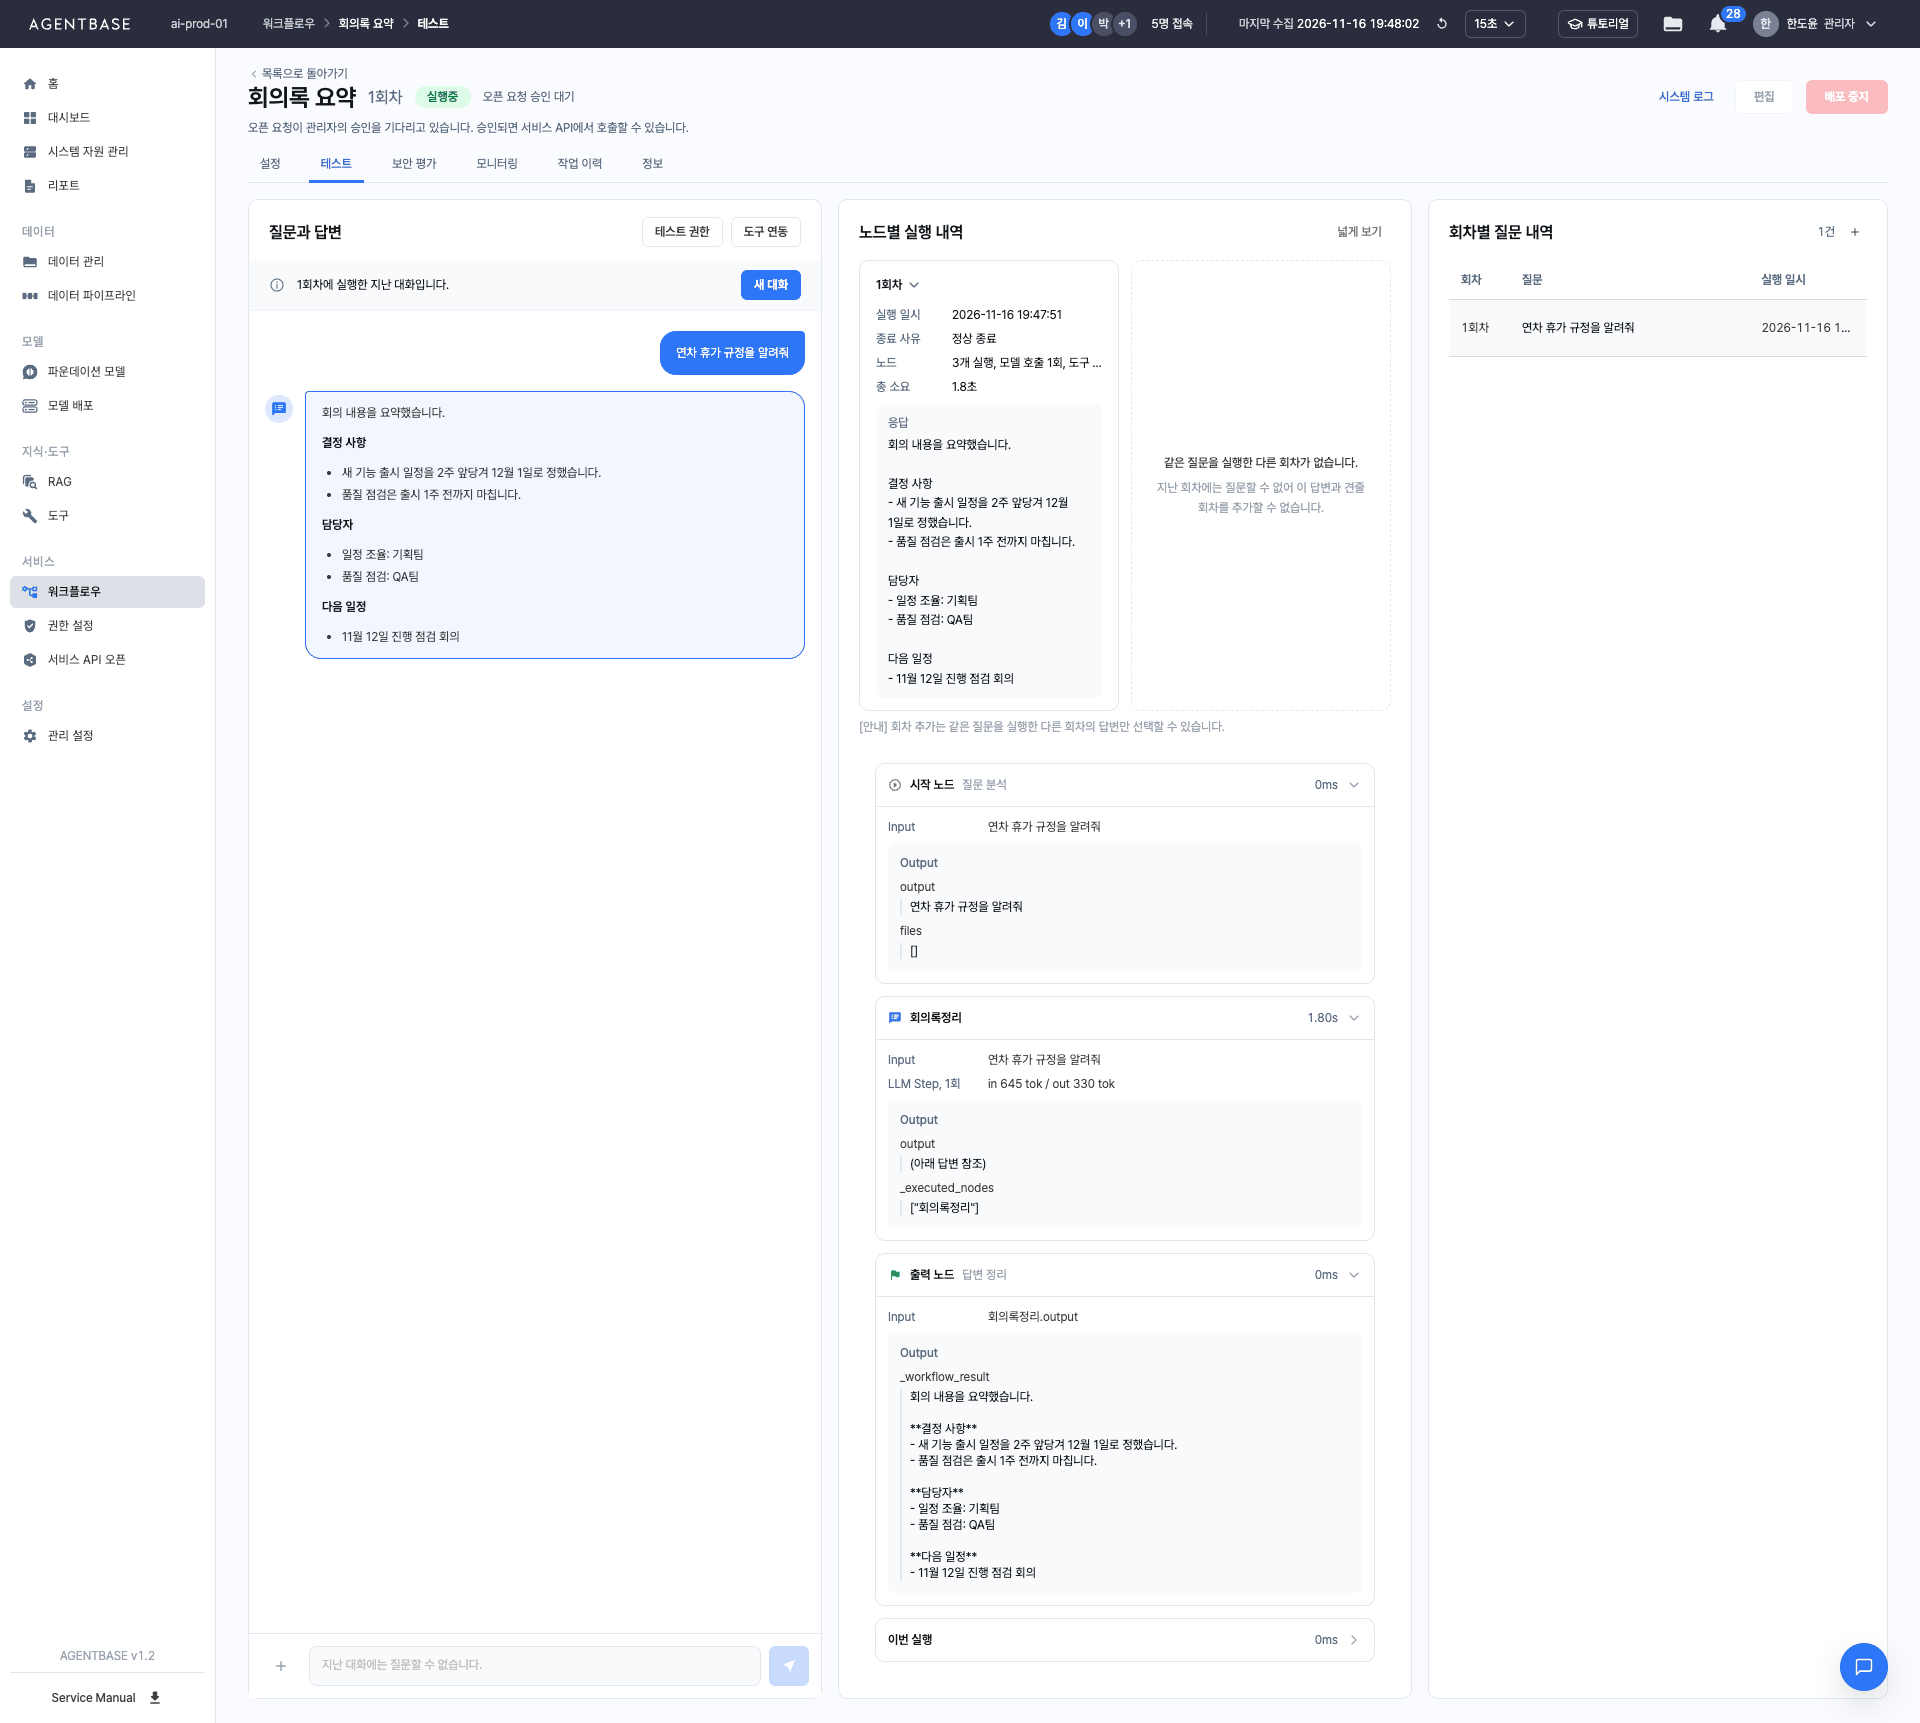 AGENTBASE
ai-prod-01
워크플로우 > 회의록 요약 > 테스트
김 이 박 +1 5명 접속
마지막 수집 2026-11-16 19:48:02
15초
튜토리얼
28
한 한도윤 관리자
홈
대시보드
시스템 자원 관리
리포트
데이터
데이터 관리
데이터 파이프라인
모델
파운데이션 모델
모델 배포
지식·도구
RAG
도구
서비스
워크플로우
권한 설정
서비스 API 오픈
설정
관리 설정
AGENTBASE v1.2
Service Manual
목록으로 돌아가기
회의록 요약 1회차 실행중 오픈 요청 승인 대기
오픈 요청이 관리자의 승인을 기다리고 있습니다. 승인되면 서비스 API에서 호출할 수 있습니다.
시스템 로그 편집 배포 중지
설정 테스트 보안 평가 모니터링 작업 이력 정보
질문과 답변
테스트 권한 도구 연동
1회차에 실행한 지난 대화입니다.
새 대화
연차 휴가 규정을 알려줘
회의 내용을 요약했습니다.
결정 사항
• 새 기능 출시 일정을 2주 앞당겨 12월 1일로 정했습니다.
• 품질 점검은 출시 1주 전까지 마칩니다.
담당자
• 일정 조율: 기획팀
• 품질 점검: QA팀
다음 일정
• 11월 12일 진행 점검 회의
지난 대화에는 질문할 수 없습니다.
노드별 실행 내역
넓게 보기
1회차
실행 일시 2026-11-16 19:47:51
종료 사유 정상 종료
노드 3개 실행, 모델 호출 1회, 도구 ...
총 소요 1.8초
응답
회의 내용을 요약했습니다.
결정 사항
- 새 기능 출시 일정을 2주 앞당겨 12월
1일로 정했습니다.
- 품질 점검은 출시 1주 전까지 마칩니다.
담당자
- 일정 조율: 기획팀
- 품질 점검: QA팀
다음 일정
- 11월 12일 진행 점검 회의
같은 질문을 실행한 다른 회차가 없습니다.
지난 회차에는 질문할 수 없어 이 답변과 견줄
회차를 추가할 수 없습니다.
[안내] 회차 추가는 같은 질문을 실행한 다른 회차의 답변만 선택할 수 있습니다.
시작 노드 질문 분석 0ms
Input 연차 휴가 규정을 알려줘
Output
output
연차 휴가 규정을 알려줘
files
[]
회의록정리 1.80s
Input 연차 휴가 규정을 알려줘
LLM Step, 1회 in 645 tok / out 330 tok
Output
output
(아래 답변 참조)
_executed_nodes
["회의록정리"]
출력 노드 답변 정리 0ms
Input 회의록정리.output
Output
_workflow_result
회의 내용을 요약했습니다.
**결정 사항**
- 새 기능 출시 일정을 2주 앞당겨 12월 1일로 정했습니다.
- 품질 점검은 출시 1주 전까지 마칩니다.
**담당자**
- 일정 조율: 기획팀
- 품질 점검: QA팀
**다음 일정**
- 11월 12일 진행 점검 회의
이번 실행 0ms
회차별 질문 내역
1건 +
회차 질문 실행 일시
1회차 연차 휴가 규정을 알려줘 2026-11-16 1...